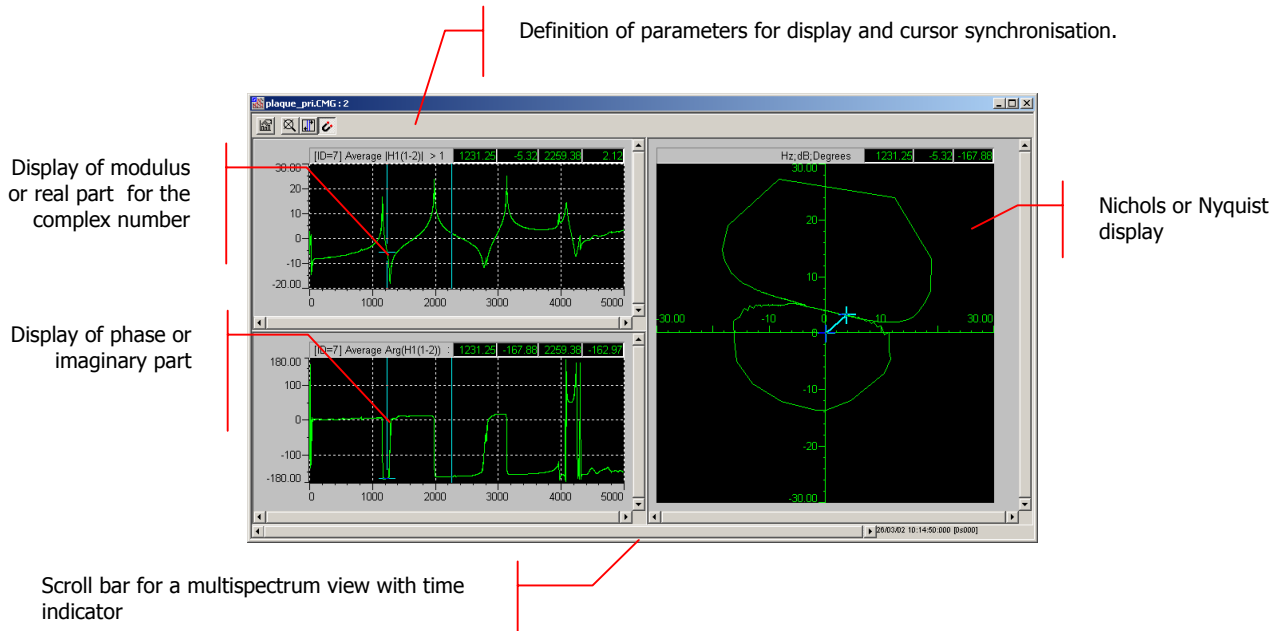 Definition of parameters for display and cursor synchronisation.
plaque_pri.CMG : 2
Display of modulus
or real part for the
complex number
[ID=7] Average |H1(1-2)| > 1 1231.25 -5.32 2259.38 2.12
30.00
20
10
0
-10
-20.00
0 1000 2000 3000 4000 5000
Display of phase or
imaginary part
[ID=7] Average Arg(H1(1-2)) : 1231.25 -167.88 2259.38 -162.97
180.00
100
0
-100
-180.00
0 1000 2000 3000 4000 5000
Hz;dB;Degrees 1231.25 -5.32 -167.88
30.00
20
10
-30.00 -10 0 10 30.00
0
-10
-20
-30.00
Nichols or Nyquist
display
26/03/02 10:14:50:000 [0s000]
Scroll bar for a multispectrum view with time
indicator